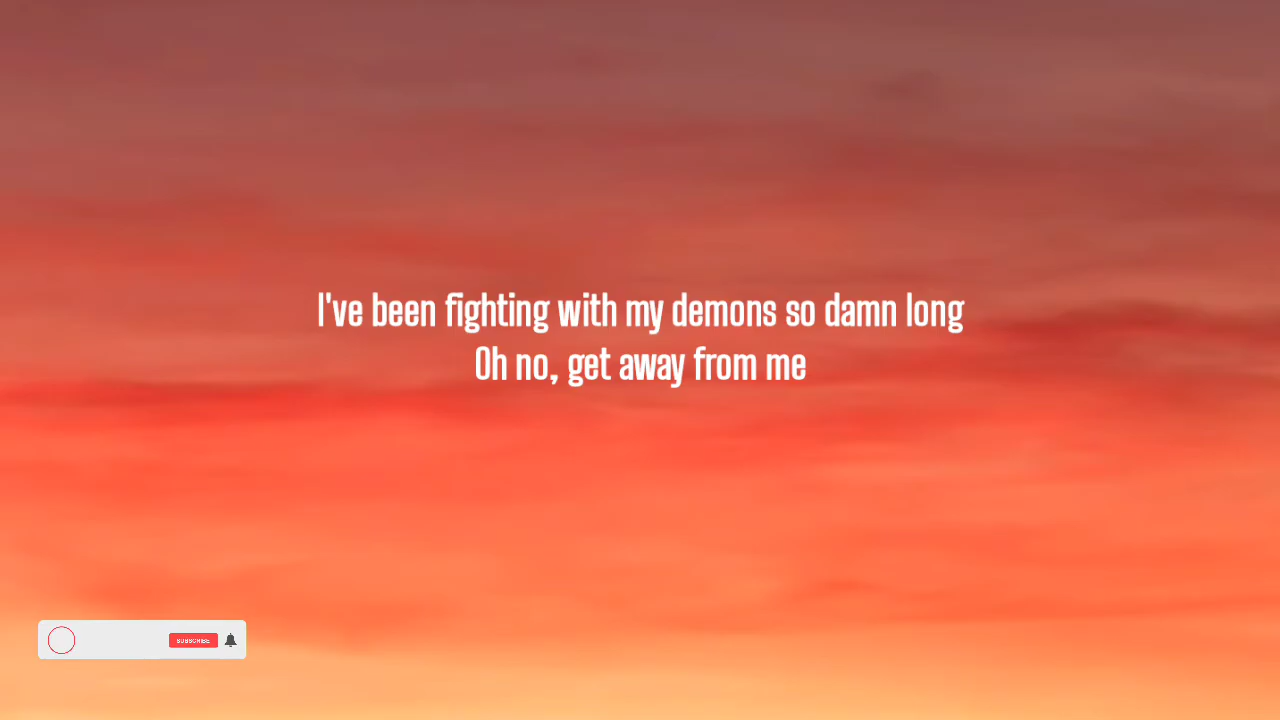 I've been fighting with my demons so damn long
Oh no, get away from me
SUBSCRIBE